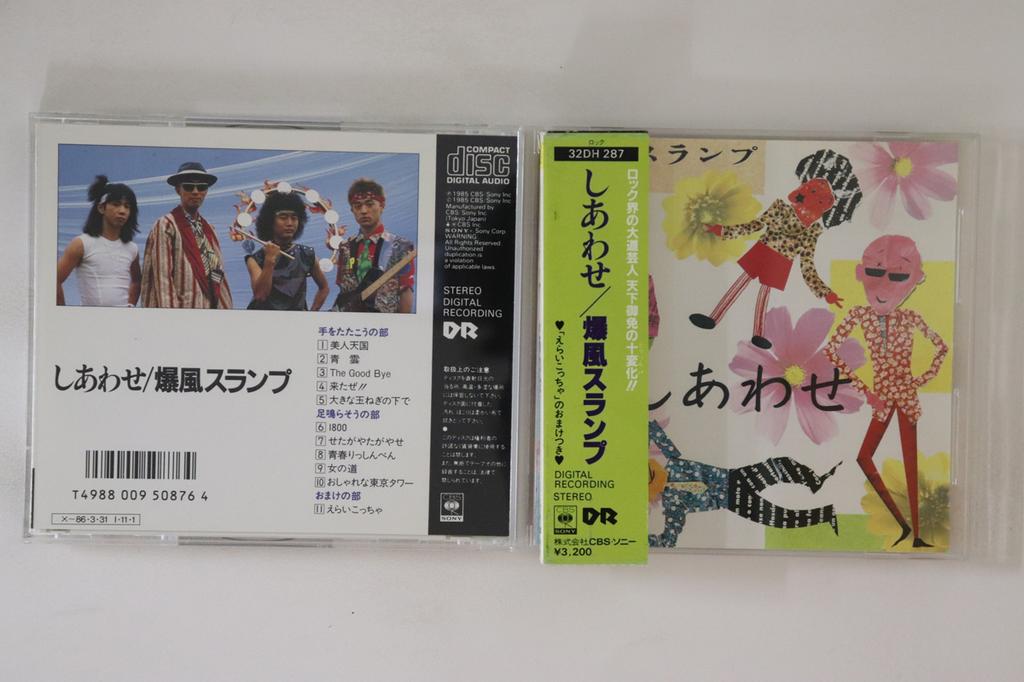 しあわせ/爆風スランプ
手をたたこうの部
1 美人天国
2 青 雲
3 The Good Bye
4 来たぜ!!
5 大きな玉ねぎの下で
足鳴らそうの部
6 1800
7 せたがやたがやせ
8 青春りっしんべん
9 女の道
10 おしゃれな東京タワー
おまけの部
11 えらいこっちゃ
T4988 009 50876 4
X-86・3・31 1・11・1
COMPACT
disc
DIGITAL AUDIO
℗1985 CBS/Sony Inc
©1985 CBS/Sony Inc
Manufactured by
CBS/Sony Inc
(Tokyo Japan)
SONY: Sony Corp
WARNING:
All Rights Reserved.
Unauthorized
duplication is
a violation
of applicable laws.
STEREO
DIGITAL
RECORDING
DR
取扱上のご注意
CBS
SONY
ロック
32DH 287
ロック界の大道芸人 天下御免の十変化!!
しあわせ/爆風スランプ
♥「えらいこっちゃ」のおまけつき♥
DIGITAL
RECORDING
STEREO
CBS
SONY
DR
株式会社CBS・ソニー
¥3,200
スランプ
しあわせ